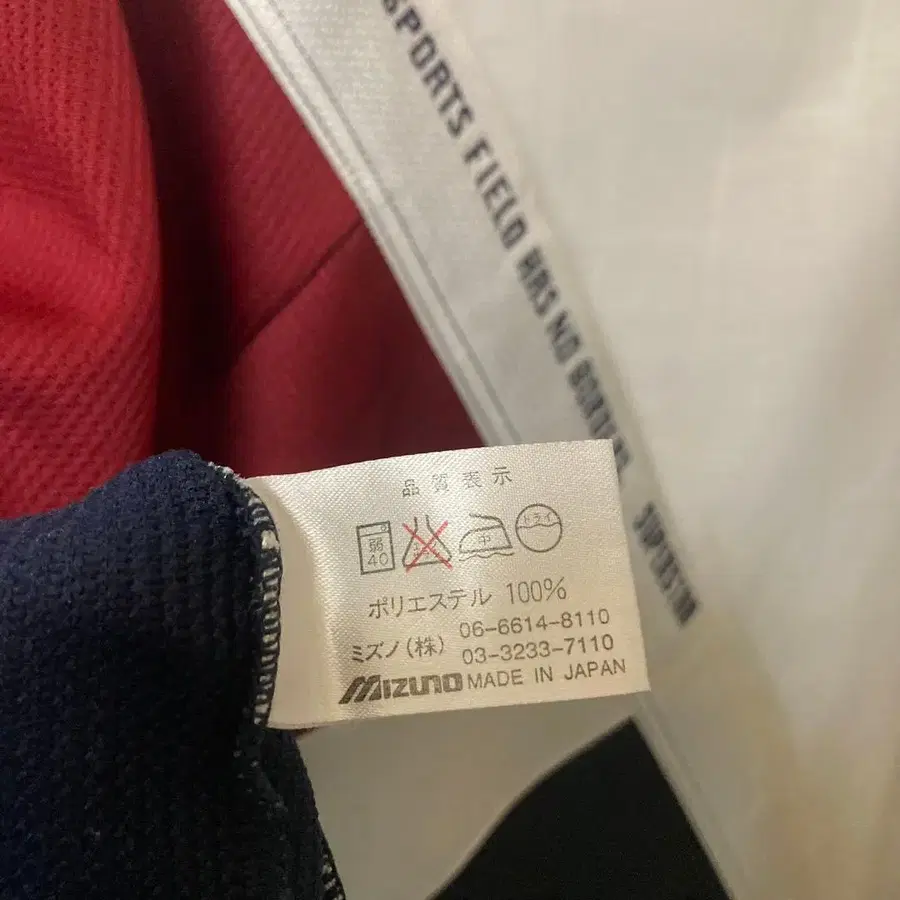 SPORTS FIELD HAS NO BORDERS SUPERSTAR
品質表示
弱 40 中 ドライ
ポリエステル 100%
ミズノ(株) 06-6614-8110
03-3233-7110
MIZUNO MADE IN JAPAN